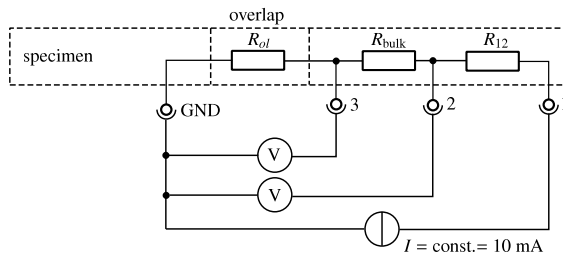 overlap
specimen
R_ol
R_bulk
R_12
GND
3
2
V
V
I = const.= 10 mA